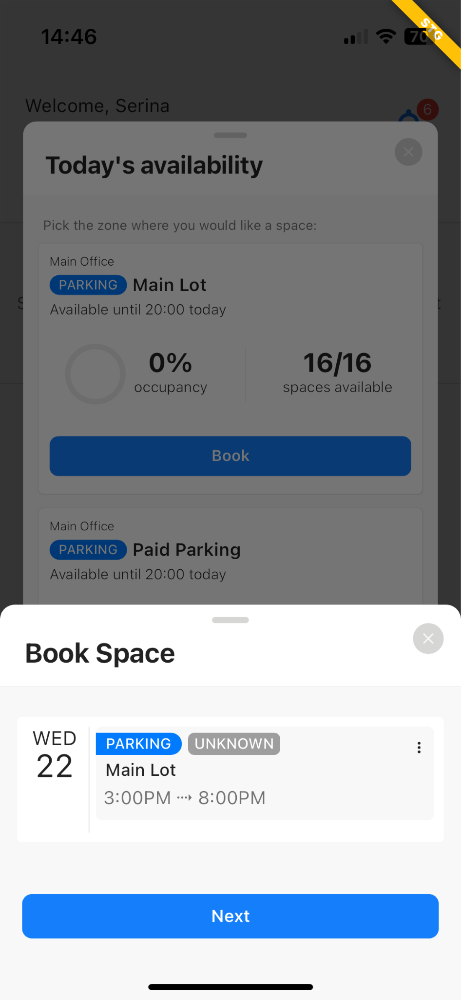 14:46
70
STG
Welcome, Serina
6
Today's availability
Pick the zone where you would like a space:
Main Office
PARKING Main Lot
Available until 20:00 today
0%
occupancy
16/16
spaces available
Book
Main Office
PARKING Paid Parking
Available until 20:00 today
Book Space
WED
22
PARKING UNKNOWN
Main Lot
3:00PM 8:00PM
Next